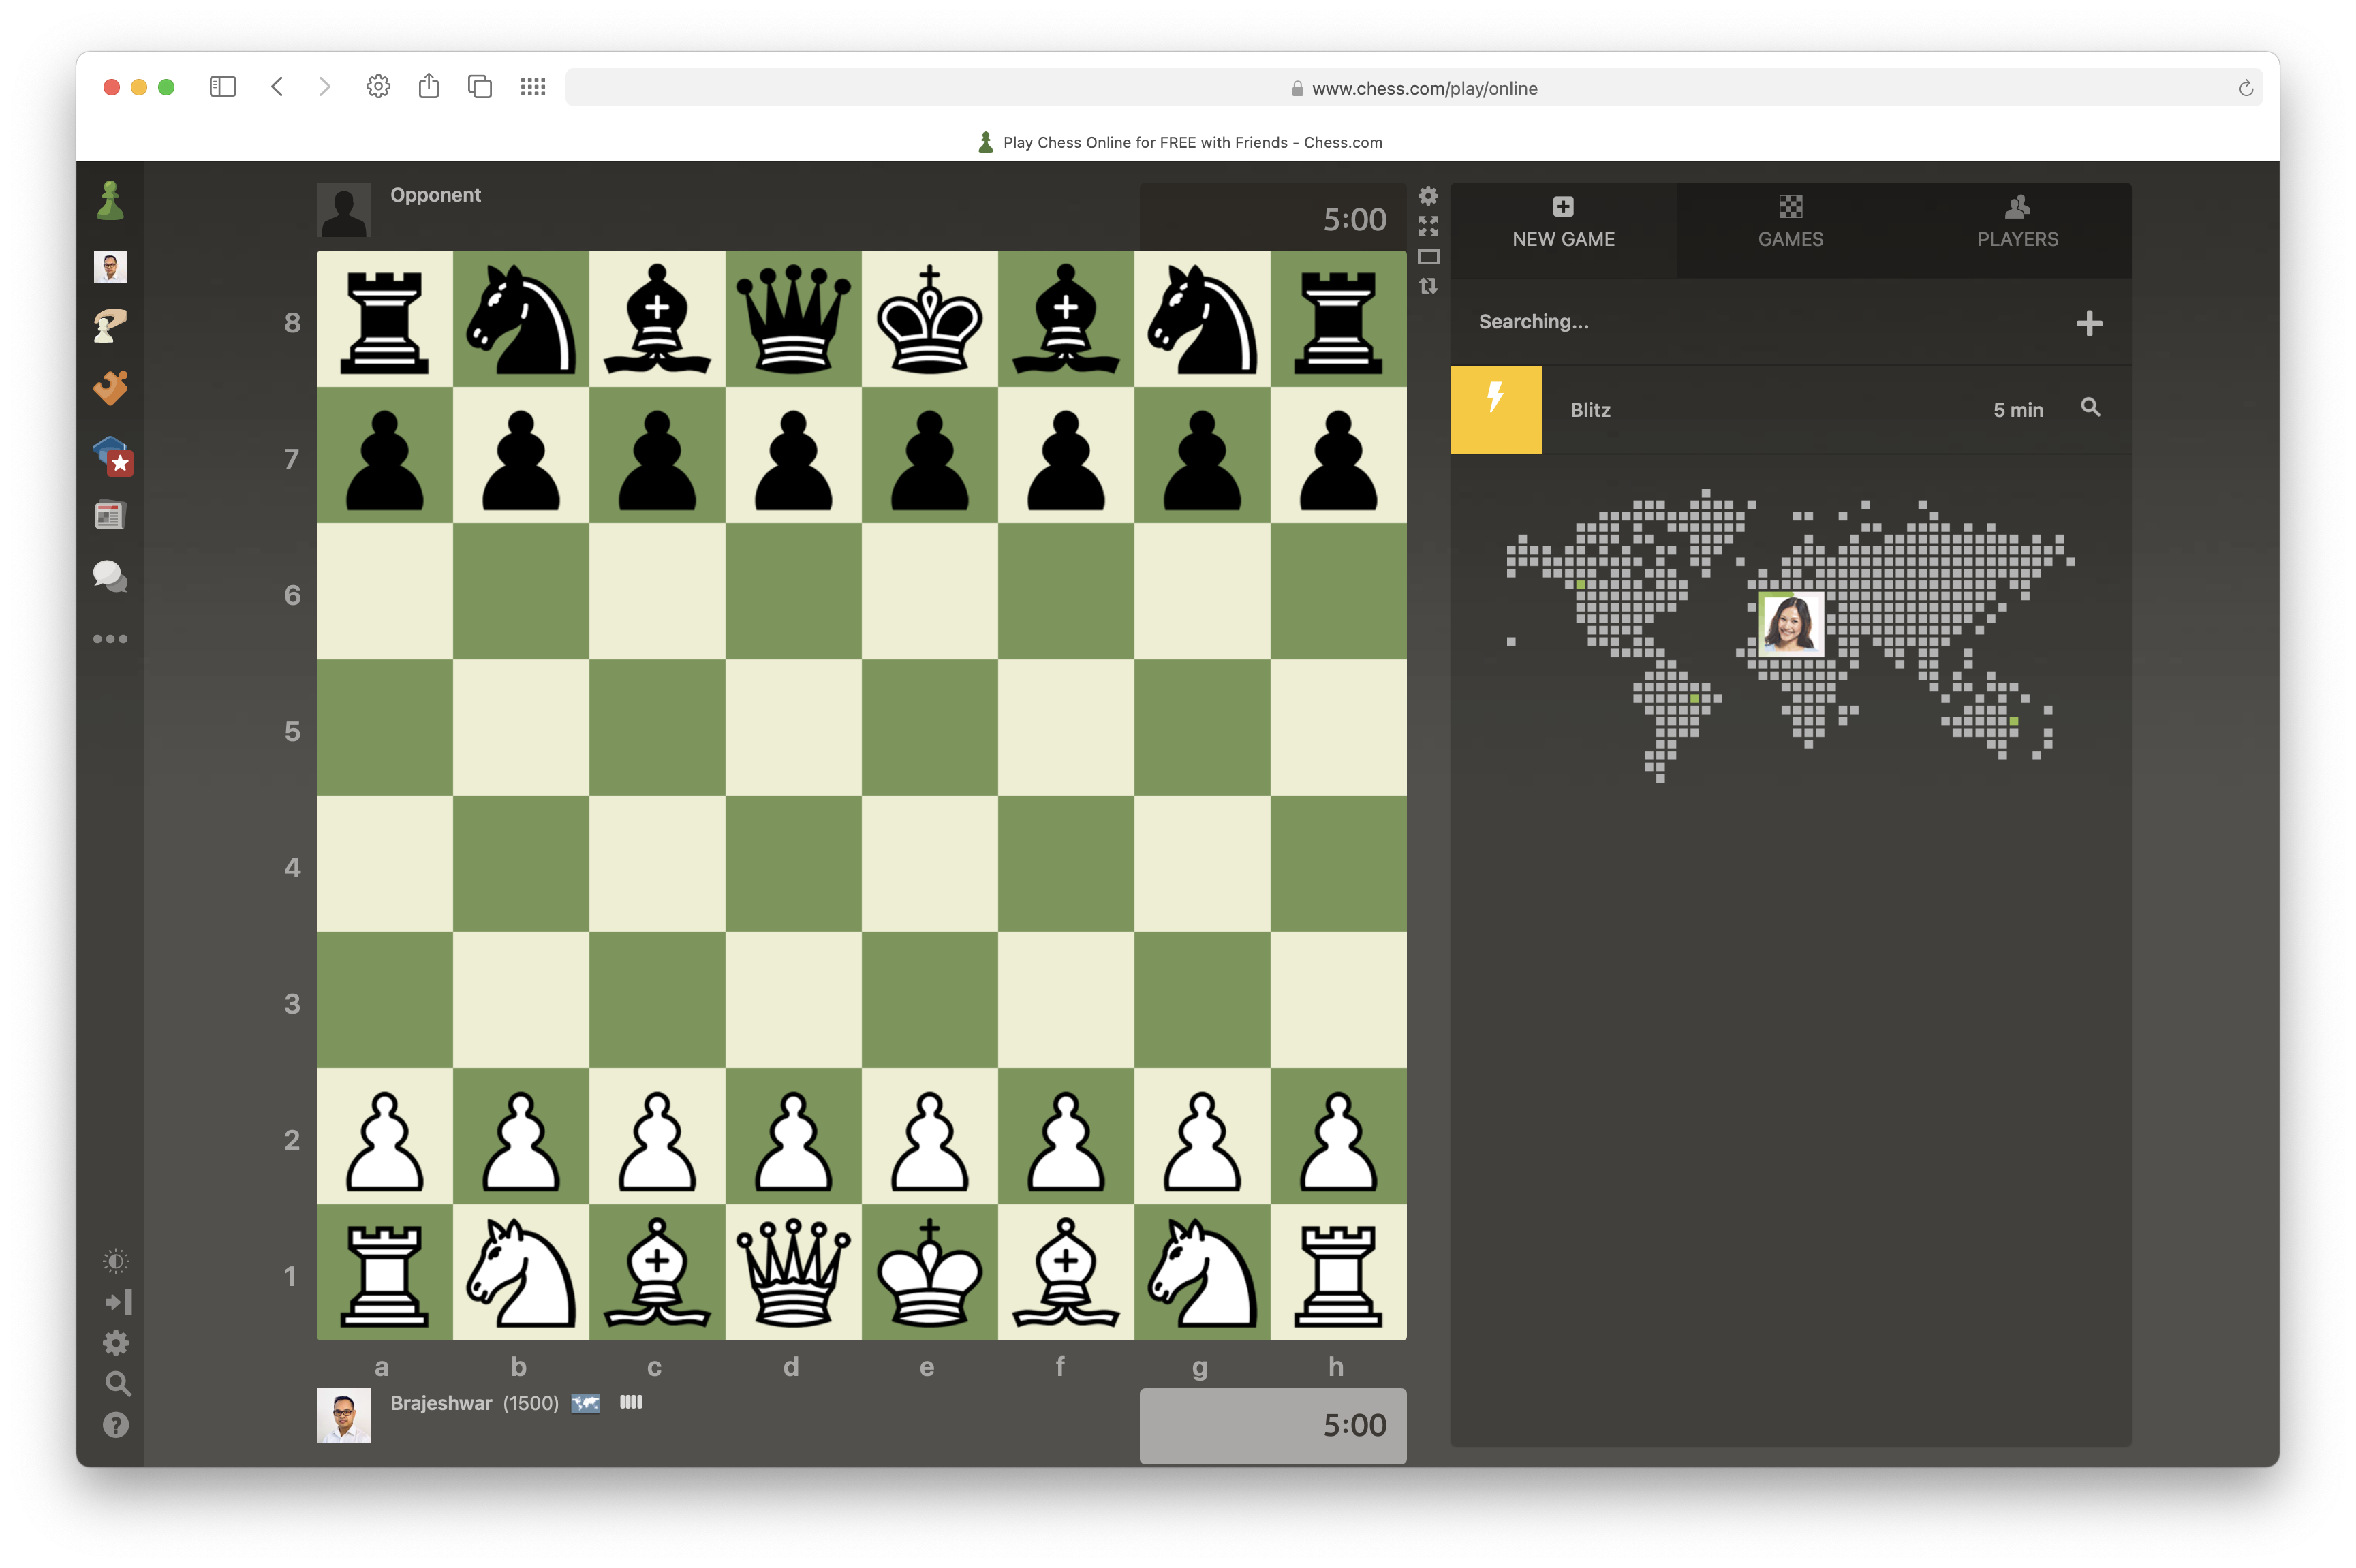 www.chess.com/play/online
Play Chess Online for FREE with Friends - Chess.com
Opponent
5:00
NEW GAME
GAMES
PLAYERS
Searching...
Blitz
5 min
8
7
6
5
4
3
2
1
a b c d e f g h
Brajeshwar (1500)
5:00